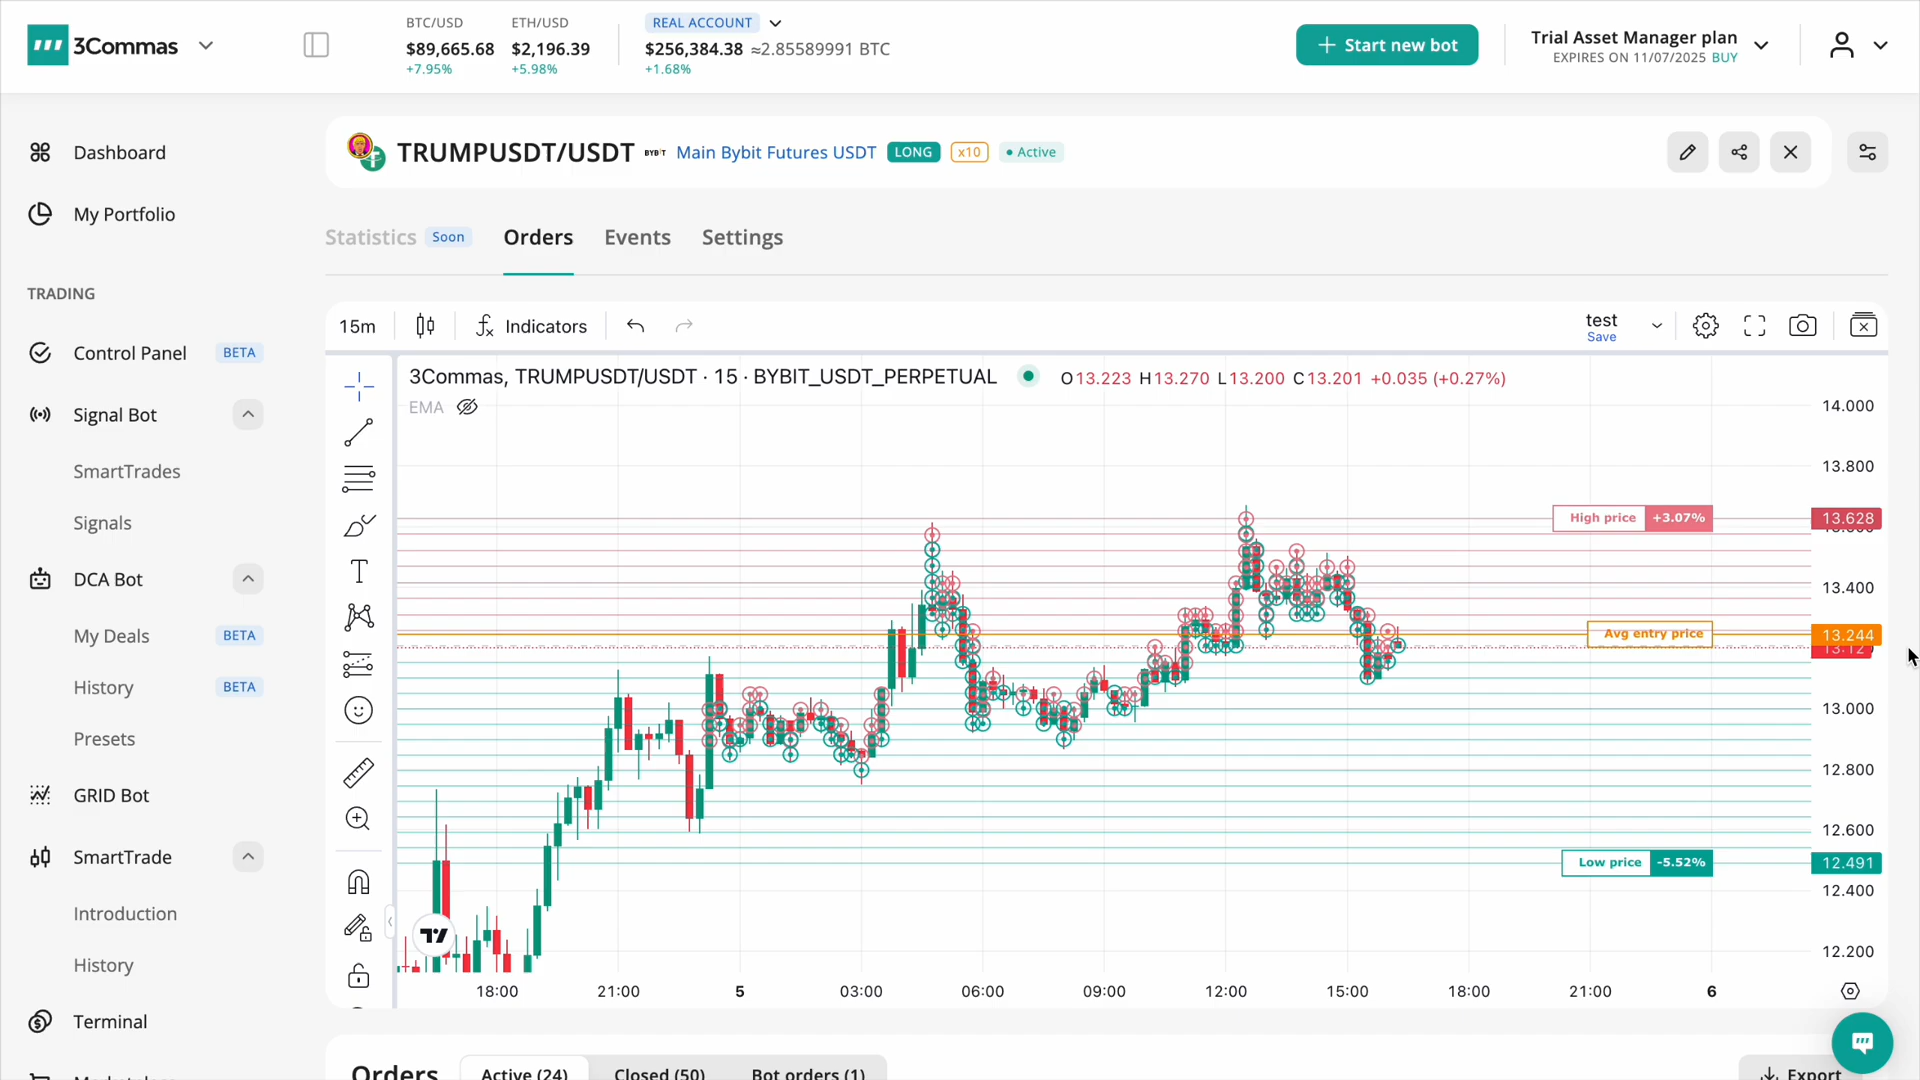 3Commas
BTC/USD
$89,665.68
+7.95%
ETH/USD
$2,196.39
+5.98%
REAL ACCOUNT
$256,384.38 ≈2.85589991 BTC
+1.68%
Start new bot
Trial Asset Manager plan
EXPIRES ON 11/07/2025 BUY
Dashboard
My Portfolio
TRADING
Control Panel BETA
Signal Bot
SmartTrades
Signals
DCA Bot
My Deals BETA
History BETA
Presets
GRID Bot
SmartTrade
Introduction
History
Terminal
TRUMPUSDT/USDT BYBIT Main Bybit Futures USDT LONG x10 Active
Statistics Soon Orders Events Settings
15m Indicators test
Save
3Commas, TRUMPUSDT/USDT · 15 · BYBIT_USDT_PERPETUAL O13.223 H13.270 L13.200 C13.201 +0.035 (+0.27%)
EMA
14.000
13.800
High price +3.07% 13.628
13.400
Avg entry price 13.244
13.000
12.800
12.600
Low price -5.52% 12.491
12.400
12.200
18:00 21:00 5 03:00 06:00 09:00 12:00 15:00 18:00 21:00 6
Orders Active (24) Closed (50) Bot orders (1) Export